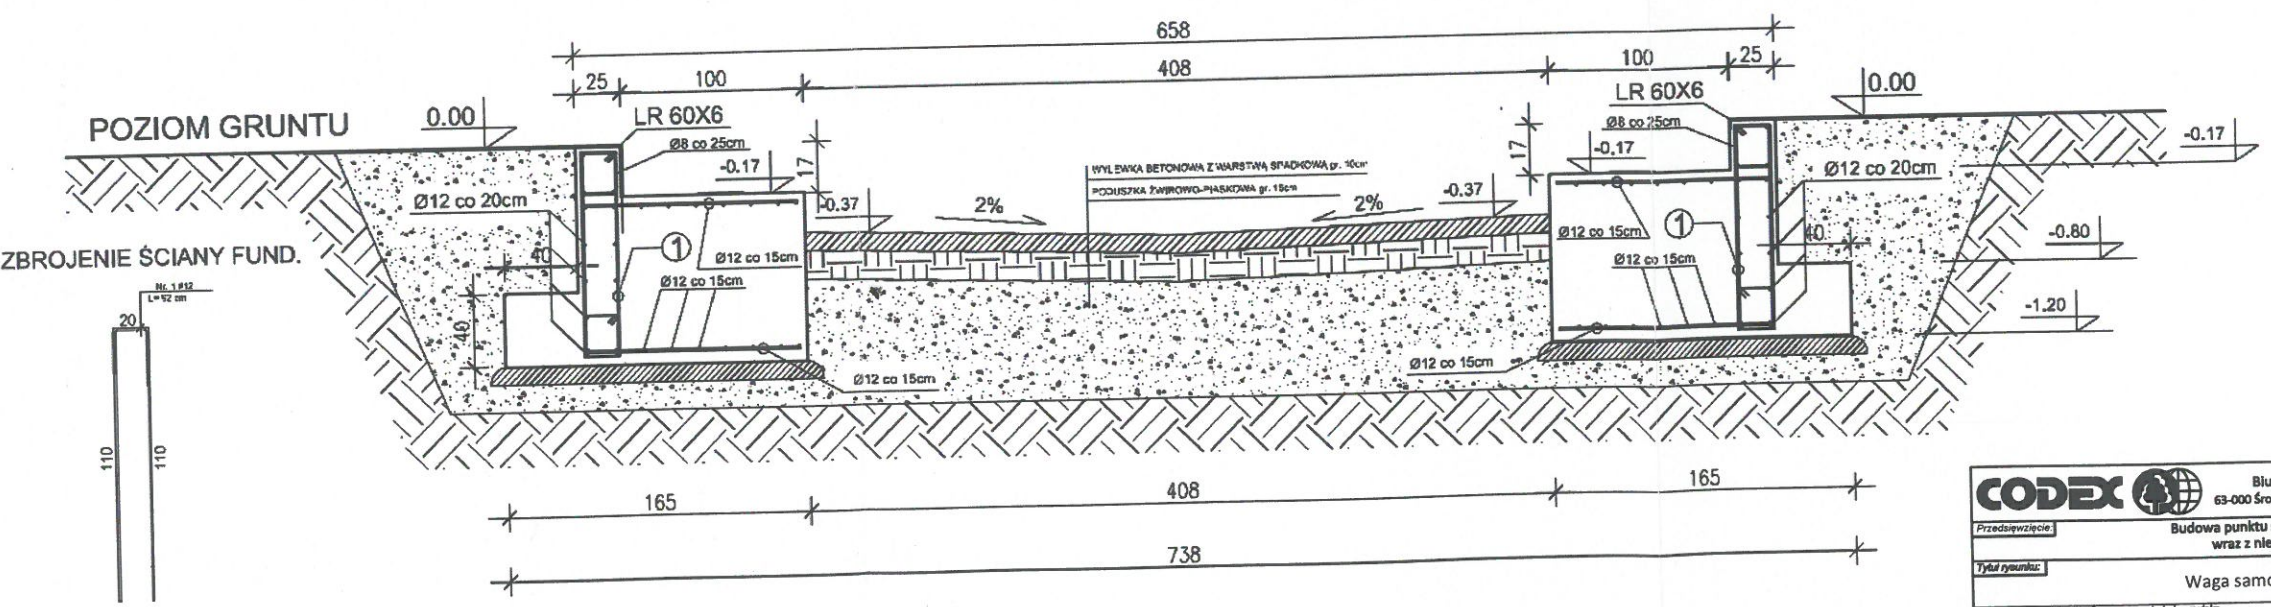 658
25
100
408
100
25
POZIOM GRUNTU
0.00
LR 60X6
LR 60X6
0.00
Ø8 co 25cm
Ø8 co 25cm
-0.17
17
17
-0.17
-0.17
WYLEWKA BETONOWA Z WARSTWĄ SPADKOWĄ gr. 10cm
PODUSZKA ŻWIROWO-PIASKOWA gr. 15cm
Ø12 co 20cm
-0.37
2%
2%
-0.37
Ø12 co 20cm
ZBROJENIE ŚCIANY FUND.
40
1
Ø12 co 15cm
Ø12 co 15cm
1
40
-0.80
Ø12 co 15cm
Ø12 co 15cm
Nr. 1 #12
20
40
-1.20
Ø12 co 15cm
Ø12 co 15cm
110
110
165
408
165
738
CODEX
Biu
63-000 Śro
Przedsięwzięcie:
Budowa punktu
wraz z nie
Tytuł rysunku:
Waga samo